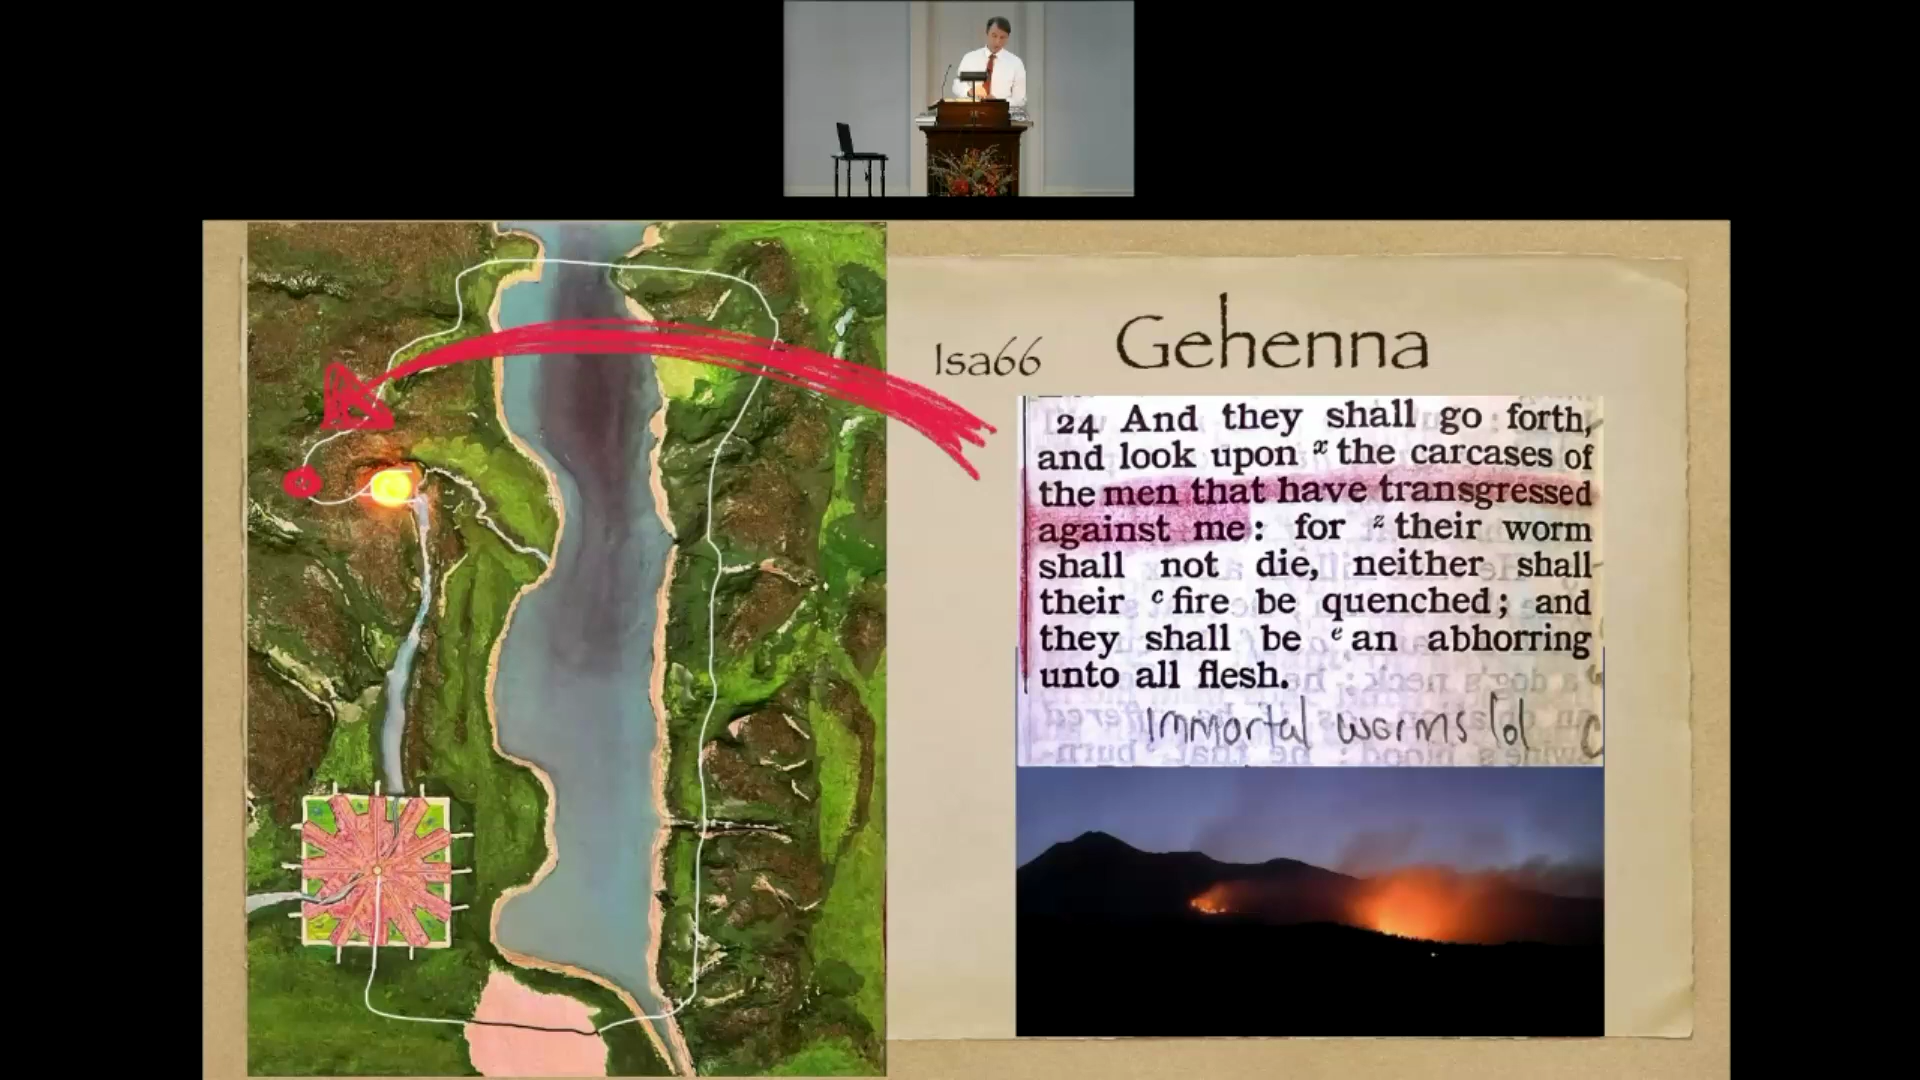 Isa66 Gehenna
24 And they shall go forth,
and look upon x the carcases of
the men that have transgressed
against me: for z their worm
shall not die, neither shall
their c fire be quenched; and
they shall be e an abhorring
unto all flesh.
Immortal worms lol